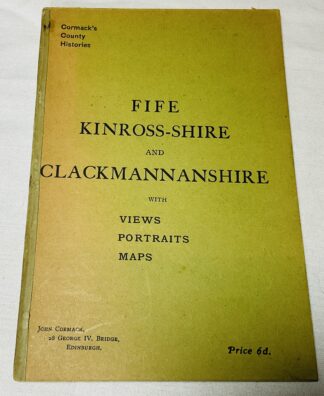 Cormack's
County
Histories
FIFE
KINROSS-SHIRE
AND
CLACKMANNANSHIRE
WITH
VIEWS
PORTRAITS
MAPS
JOHN CORMACK,
28 GEORGE IV. BRIDGE,
EDINBURGH.
Price 6d.